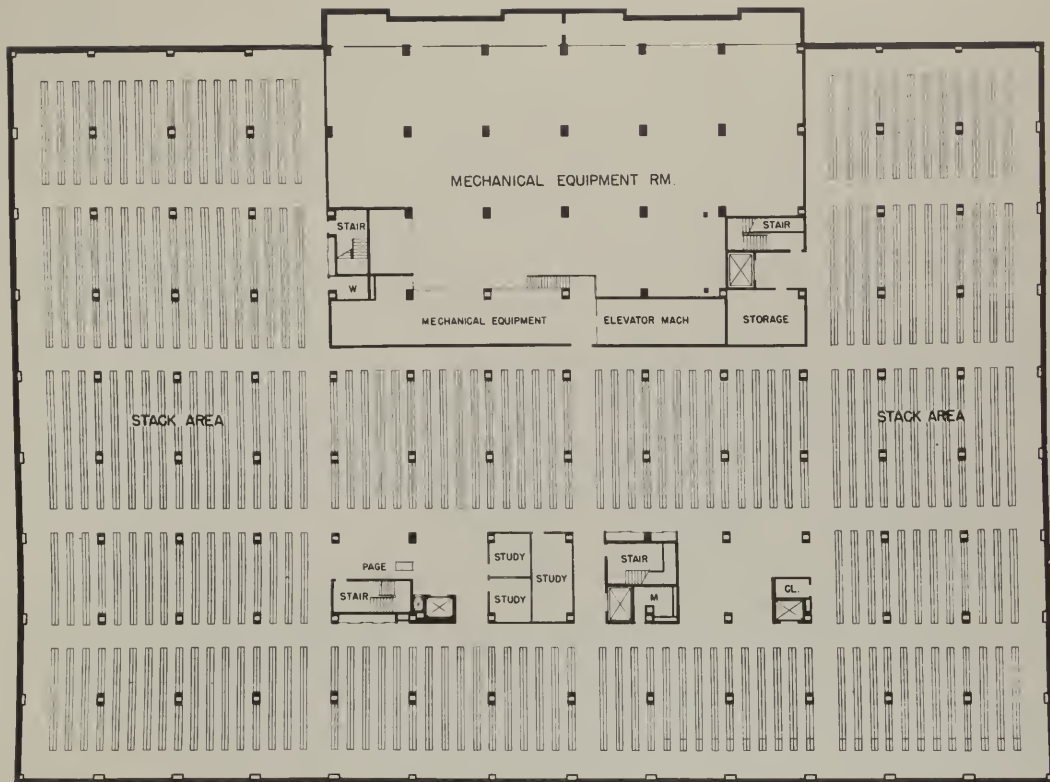 MECHANICAL EQUIPMENT RM.
STAIR
STAIR
W
MECHANICAL EQUIPMENT
ELEVATOR MACH
STORAGE
STACK AREA
STACK AREA
STUDY
STAIR
PAGE
STUDY
CL.
STAIR
STUDY
M